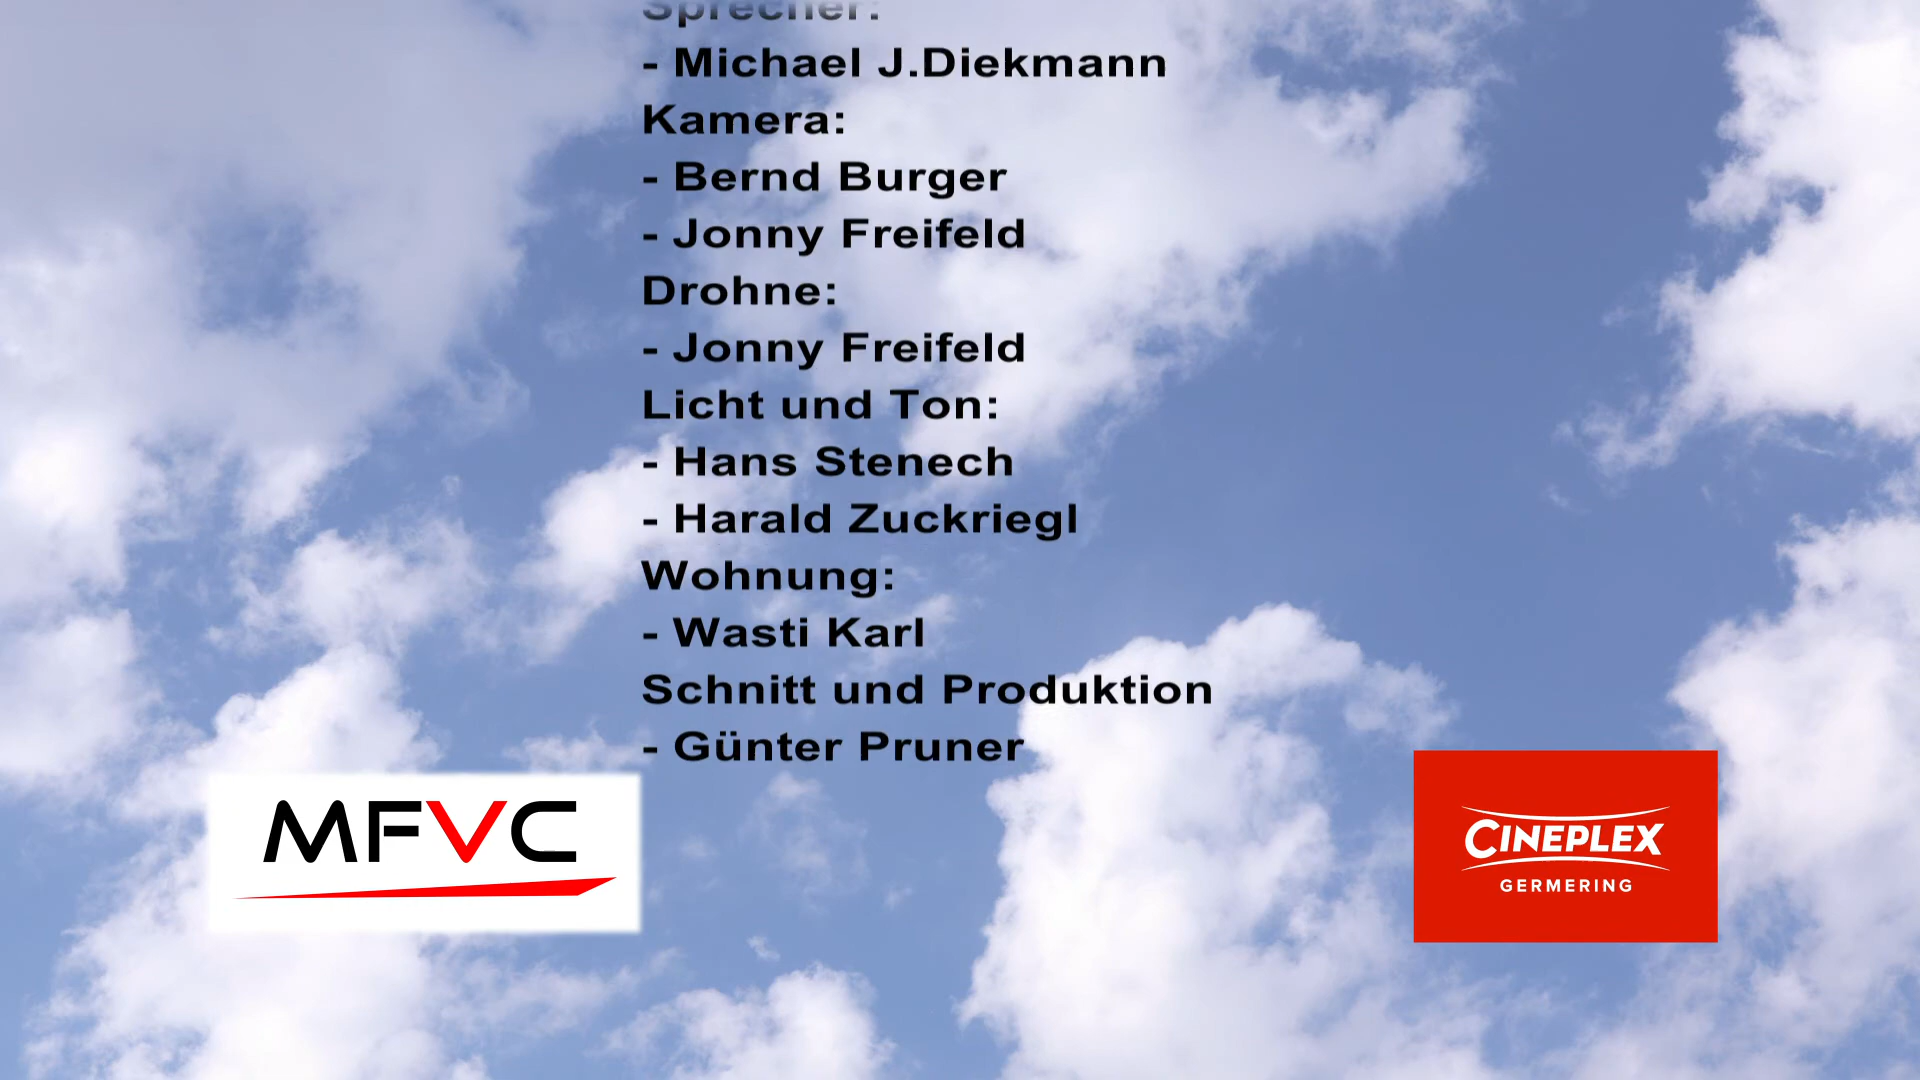 Sprecher:
- Michael J.Diekmann
Kamera:
- Bernd Burger
- Jonny Freifeld
Drohne:
- Jonny Freifeld
Licht und Ton:
- Hans Stenech
- Harald Zuckriegl
Wohnung:
- Wasti Karl
Schnitt und Produktion
- Günter Pruner
MFVC
CINEPLEX
GERMERING